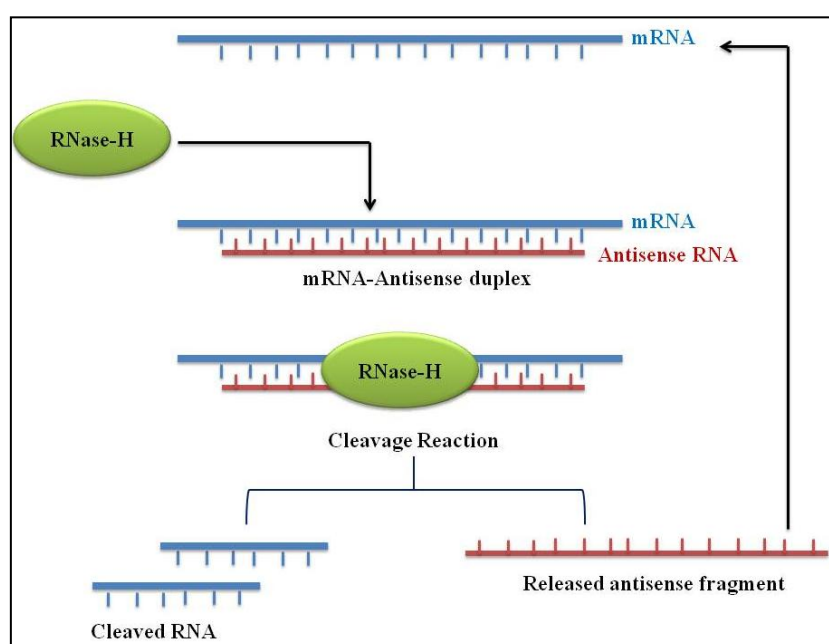 mRNA
RNase-H
mRNA
Antisense RNA
mRNA-Antisense duplex
RNase-H
Cleavage Reaction
Released antisense fragment
Cleaved RNA